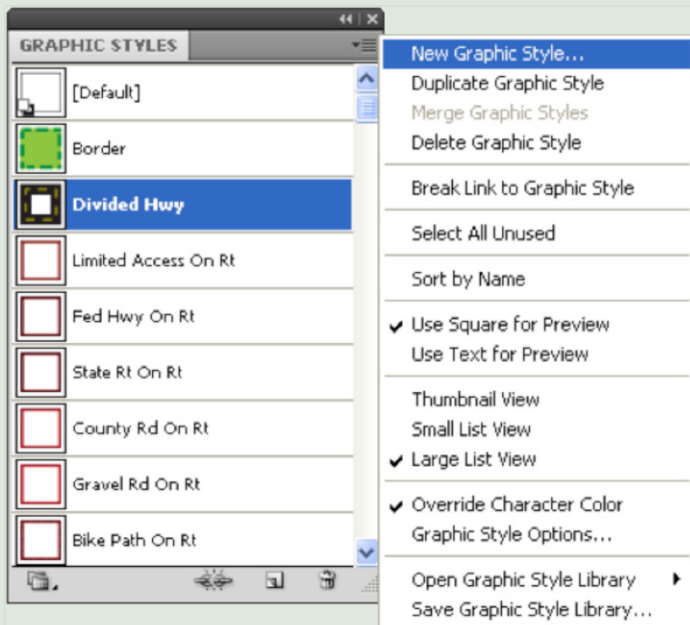 GRAPHIC STYLES
[Default]
Border
Divided Hwy
Limited Access On Rt
Fed Hwy On Rt
State Rt On Rt
County Rd On Rt
Gravel Rd On Rt
Bike Path On Rt
New Graphic Style...
Duplicate Graphic Style
Merge Graphic Styles
Delete Graphic Style
Break Link to Graphic Style
Select All Unused
Sort by Name
Use Square for Preview
Use Text for Preview
Thumbnail View
Small List View
Large List View
Override Character Color
Graphic Style Options...
Open Graphic Style Library
Save Graphic Style Library...